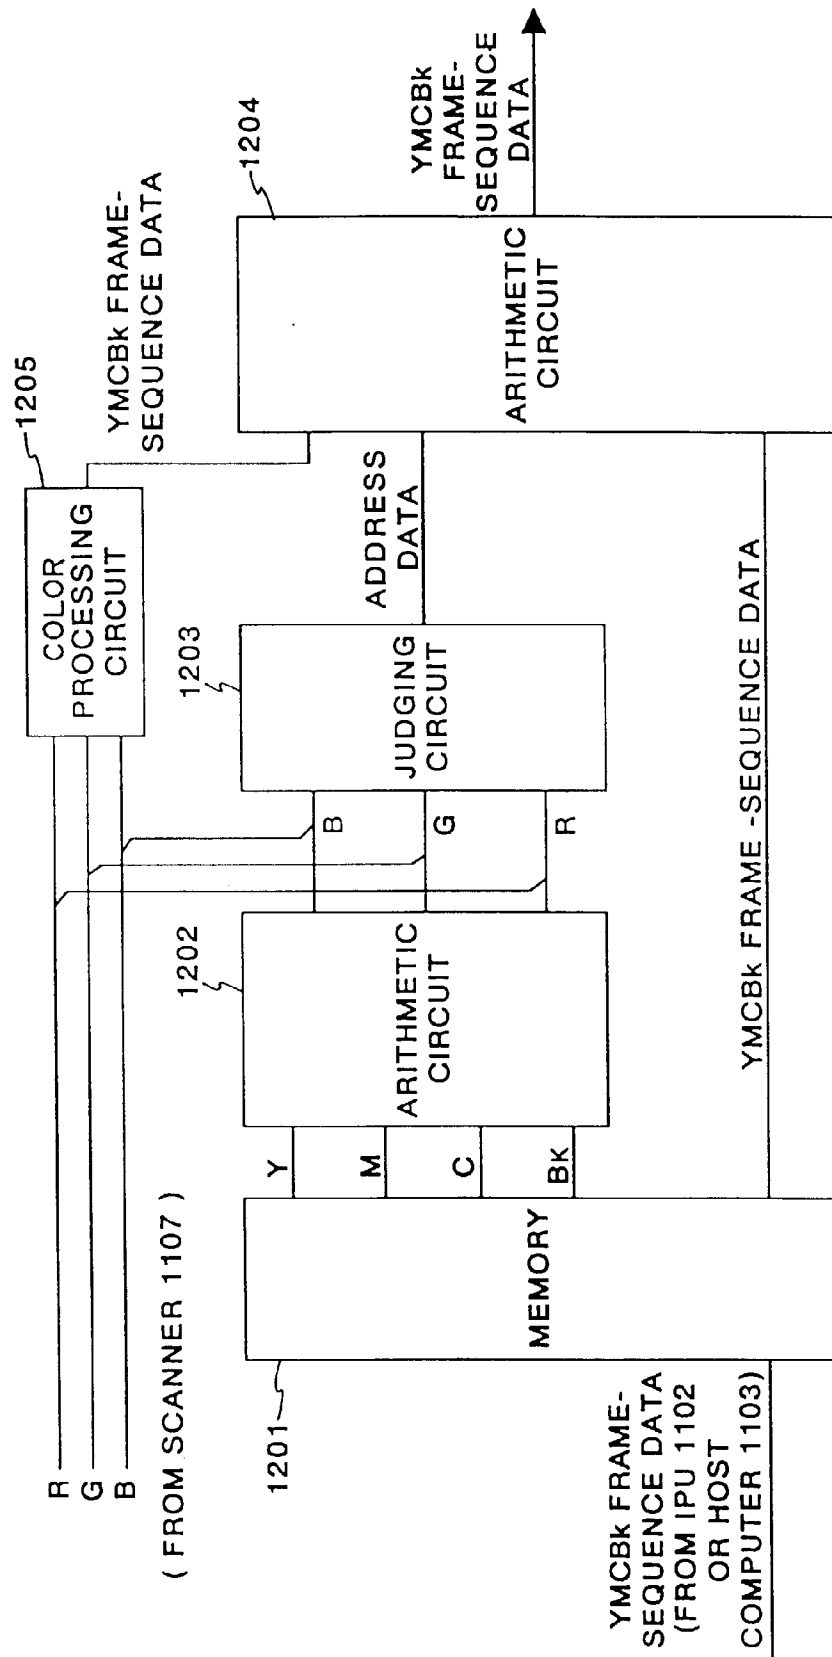 R
G
B
( FROM SCANNER 1107 )
COLOR
PROCESSING
CIRCUIT
1205
YMCBk FRAME-
SEQUENCE DATA
1201
MEMORY
Y
M
C
BK
1202
ARITHMETIC
CIRCUIT
B
G
R
1203
JUDGING
CIRCUIT
ADDRESS
DATA
1204
ARITHMETIC
CIRCUIT
YMCBk
FRAME-
SEQUENCE
DATA
YMCBk FRAME-
SEQUENCE DATA
(FROM IPU 1102
OR HOST
COMPUTER 1103)
YMCBk FRAME -SEQUENCE DATA